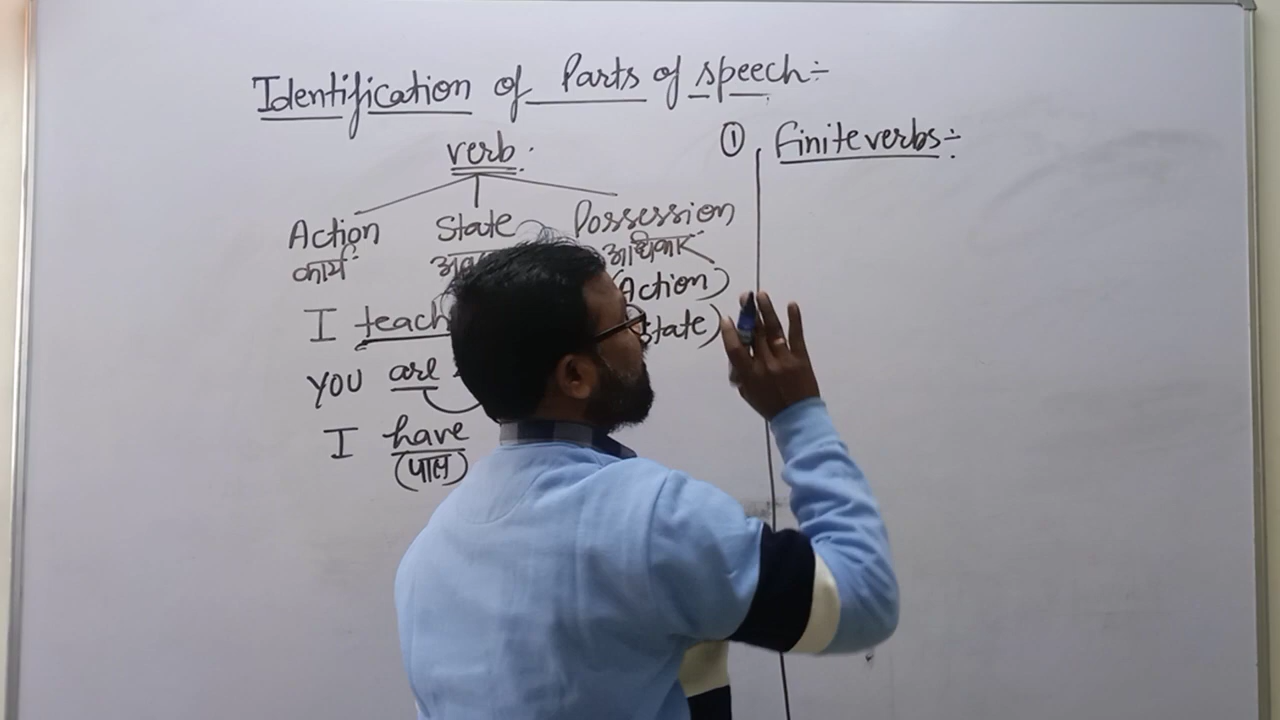 Identification of Parts of speech:-
verb.
Action State Possession
कार्य अधिकार
(Action)
I teach State)
you are
I have
(पास)
① Finite verbs:-